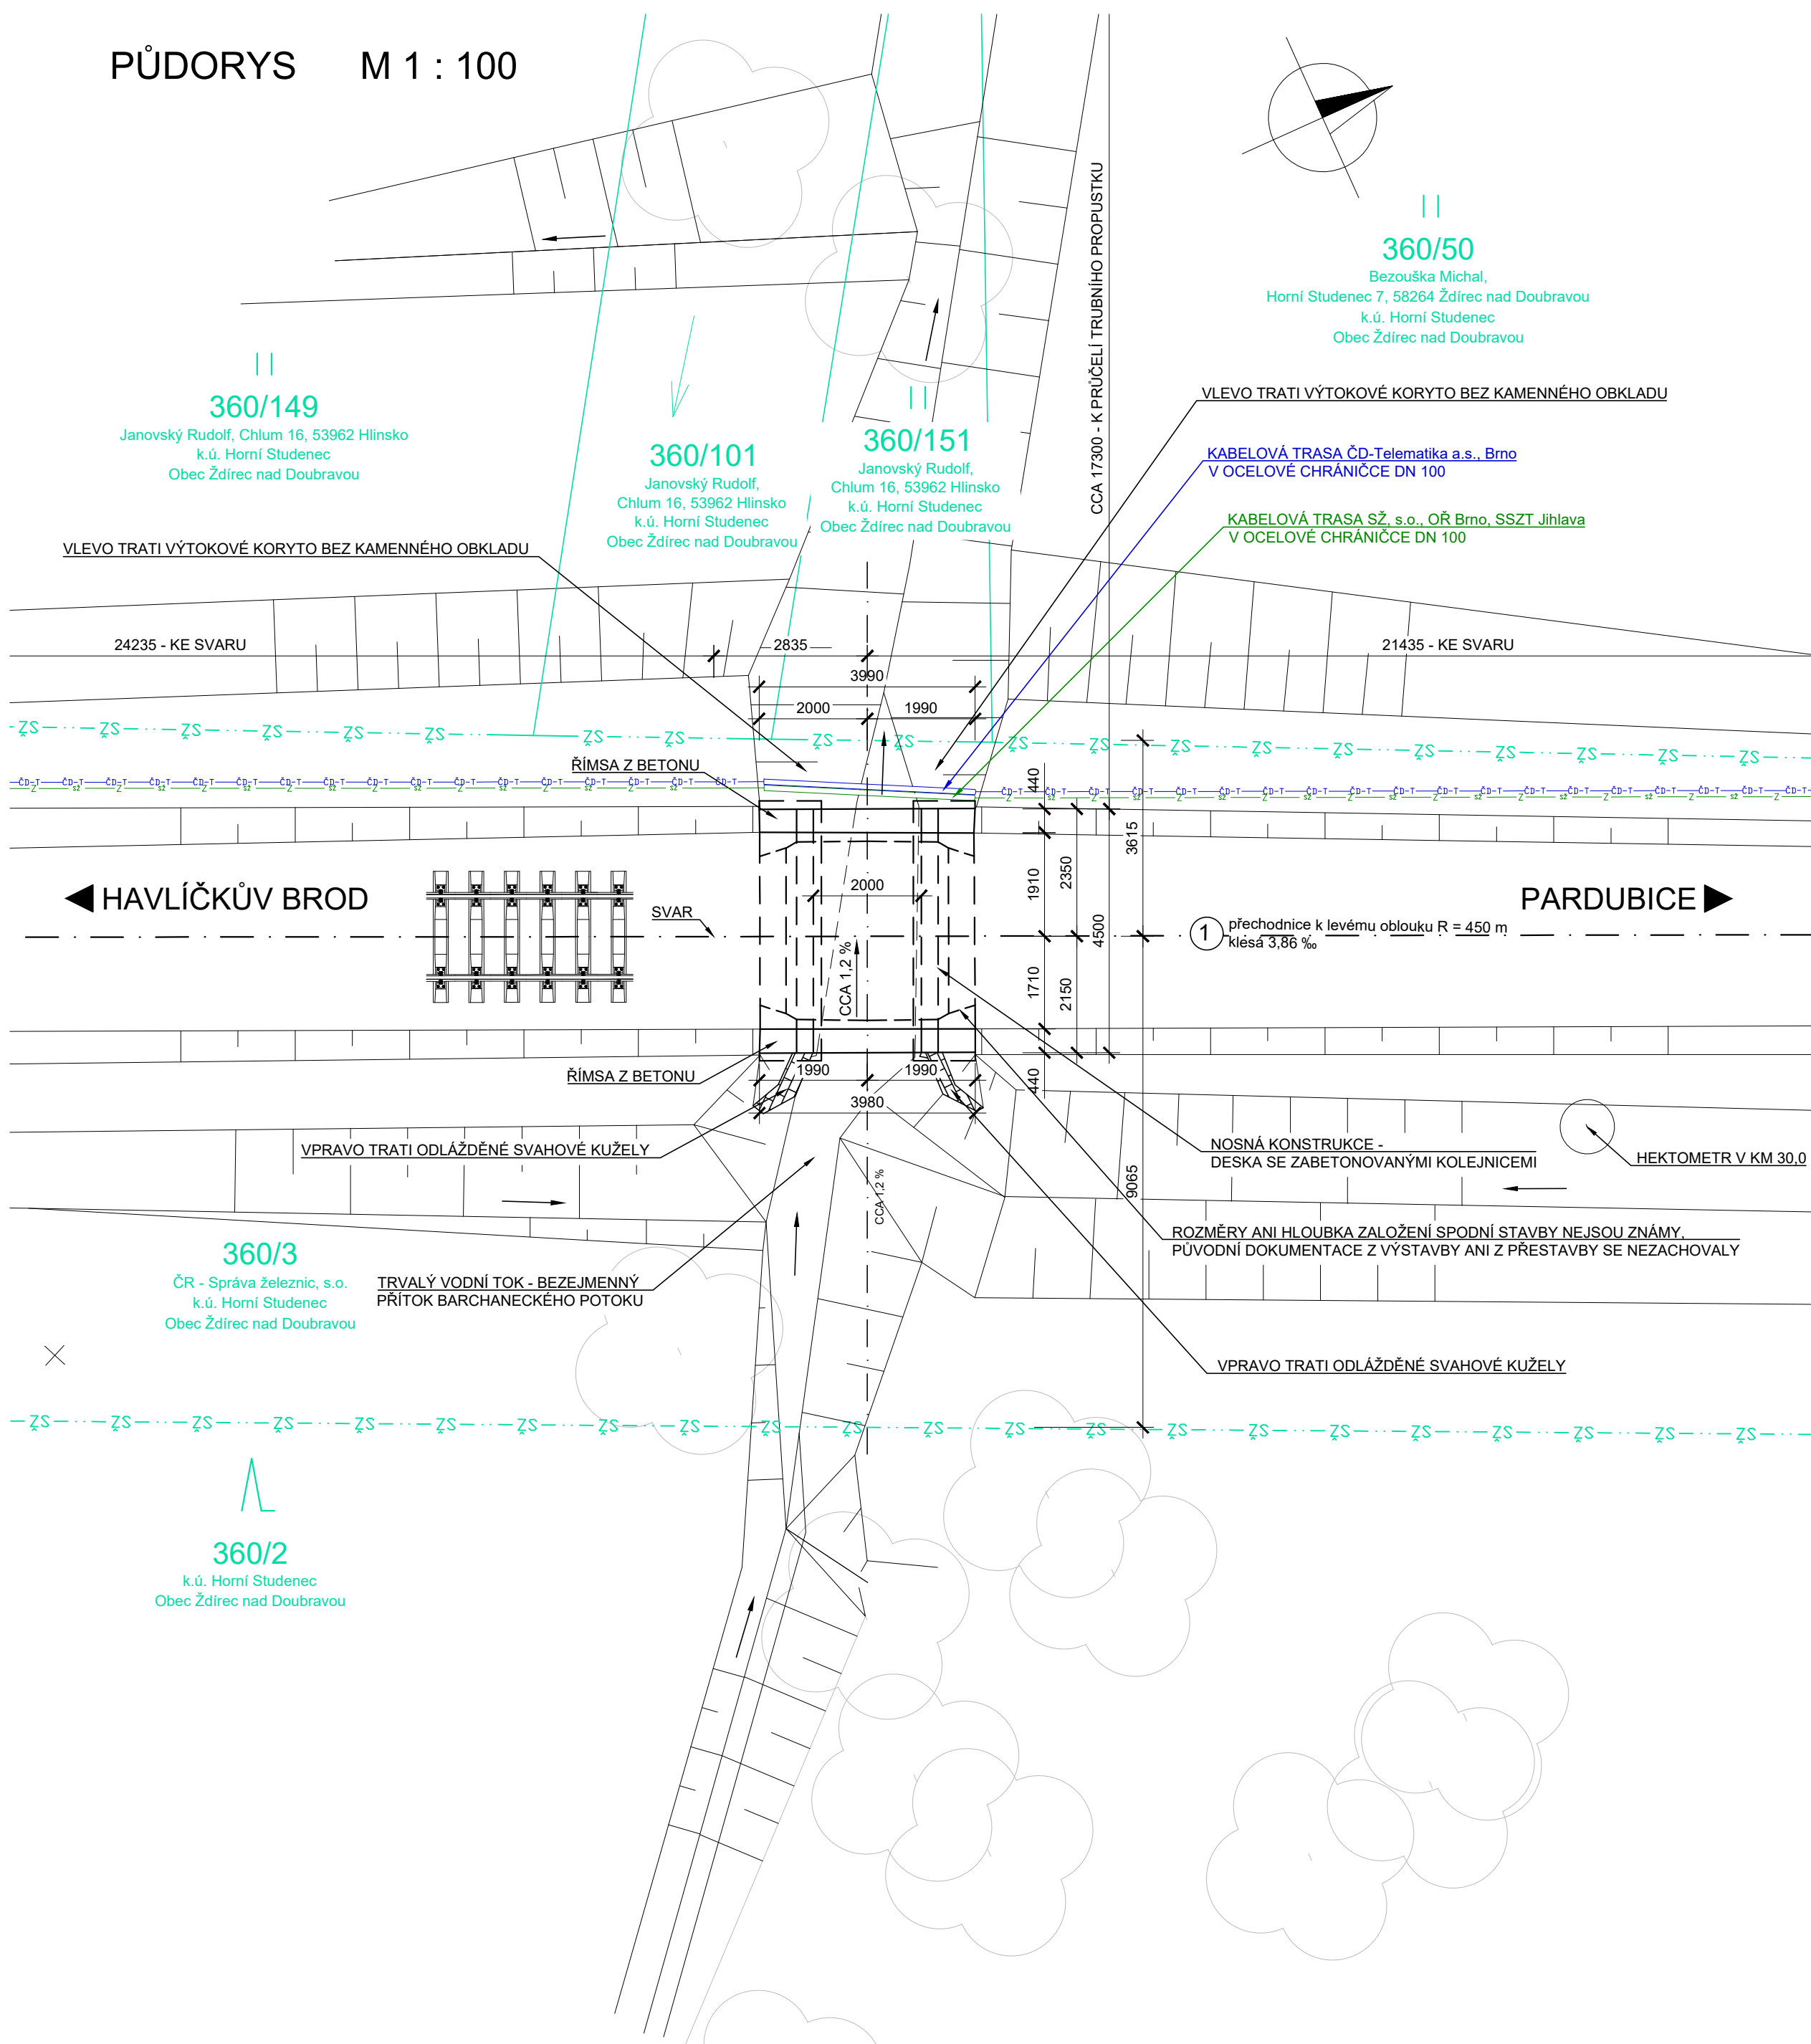 PŮDORYS M 1 : 100
CCA 17300 - K PRŮČELÍ TRUBNÍHO PROPUSTKU
360/50
Bezouška Michal,
Horní Studenec 7, 58264 Ždírec nad Doubravou
k.ú. Horní Studenec
Obec Ždírec nad Doubravou
360/149
Janovský Rudolf, Chlum 16, 53962 Hlinsko
k.ú. Horní Studenec
Obec Ždírec nad Doubravou
360/101
Janovský Rudolf,
Chlum 16, 53962 Hlinsko
k.ú. Horní Studenec
Obec Ždírec nad Doubravou
360/151
Janovský Rudolf,
Chlum 16, 53962 Hlinsko
k.ú. Horní Studenec
Obec Ždírec nad Doubravou
VLEVO TRATI VÝTOKOVÉ KORYTO BEZ KAMENNÉHO OBKLADU
KABELOVÁ TRASA ČD-Telematika a.s., Brno
V OCELOVÉ CHRÁNIČCE DN 100
KABELOVÁ TRASA SŽ, s.o., OŘ Brno, SSZT Jihlava
V OCELOVÉ CHRÁNIČCE DN 100
VLEVO TRATI VÝTOKOVÉ KORYTO BEZ KAMENNÉHO OBKLADU
24235 - KE SVARU
2835
21435 - KE SVARU
3990
2000
1990
ŘÍMSA Z BETONU
440
3615
1910
2350
4500
1710
2150
440
9065
HAVLÍČKŮV BROD
SVAR
2000
CCA 1,2 %
PARDUBICE
1
přechodnice k levému oblouku R = 450 m
klesá 3,86 ‰
ŘÍMSA Z BETONU
1990
1990
3980
VPRAVO TRATI ODLÁŽDĚNÉ SVAHOVÉ KUŽELY
CCA 1,2 %
NOSNÁ KONSTRUKCE -
DESKA SE ZABETONOVANÝMI KOLEJNICEMI
HEKTOMETR V KM 30,0
ROZMĚRY ANI HLOUBKA ZALOŽENÍ SPODNÍ STAVBY NEJSOU ZNÁMY,
PŮVODNÍ DOKUMENTACE Z VÝSTAVBY ANI Z PŘESTAVBY SE NEZACHOVALY
360/3
ČR - Správa železnic, s.o.
k.ú. Horní Studenec
Obec Ždírec nad Doubravou
TRVALÝ VODNÍ TOK - BEZEJMENNÝ
PŘÍTOK BARCHANECKÉHO POTOKU
VPRAVO TRATI ODLÁŽDĚNÉ SVAHOVÉ KUŽELY
360/2
k.ú. Horní Studenec
Obec Ždírec nad Doubravou